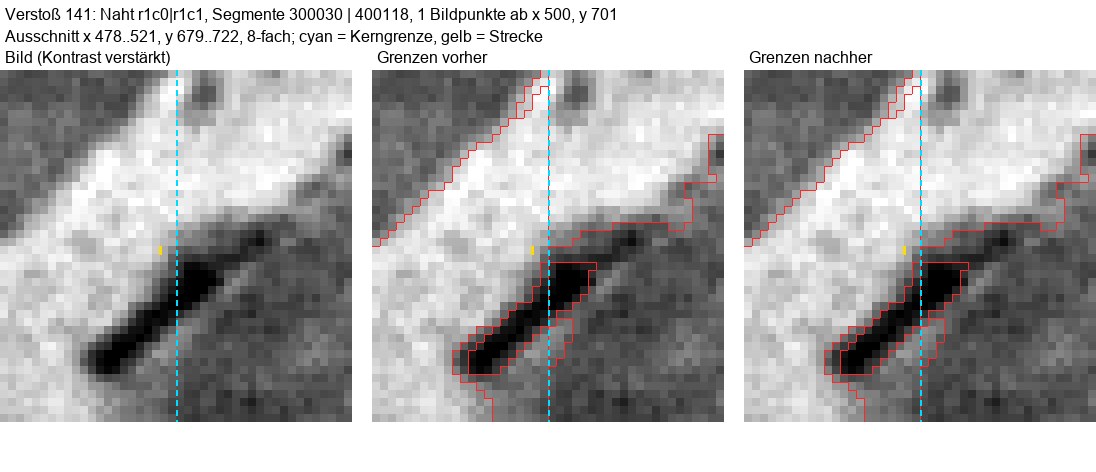 Verstoß 141: Naht r1c0|r1c1, Segmente 300030 | 400118, 1 Bildpunkte ab x 500, y 701
Ausschnitt x 478..521, y 679..722, 8-fach; cyan = Kerngrenze, gelb = Strecke
Bild (Kontrast verstärkt) Grenzen vorher Grenzen nachher